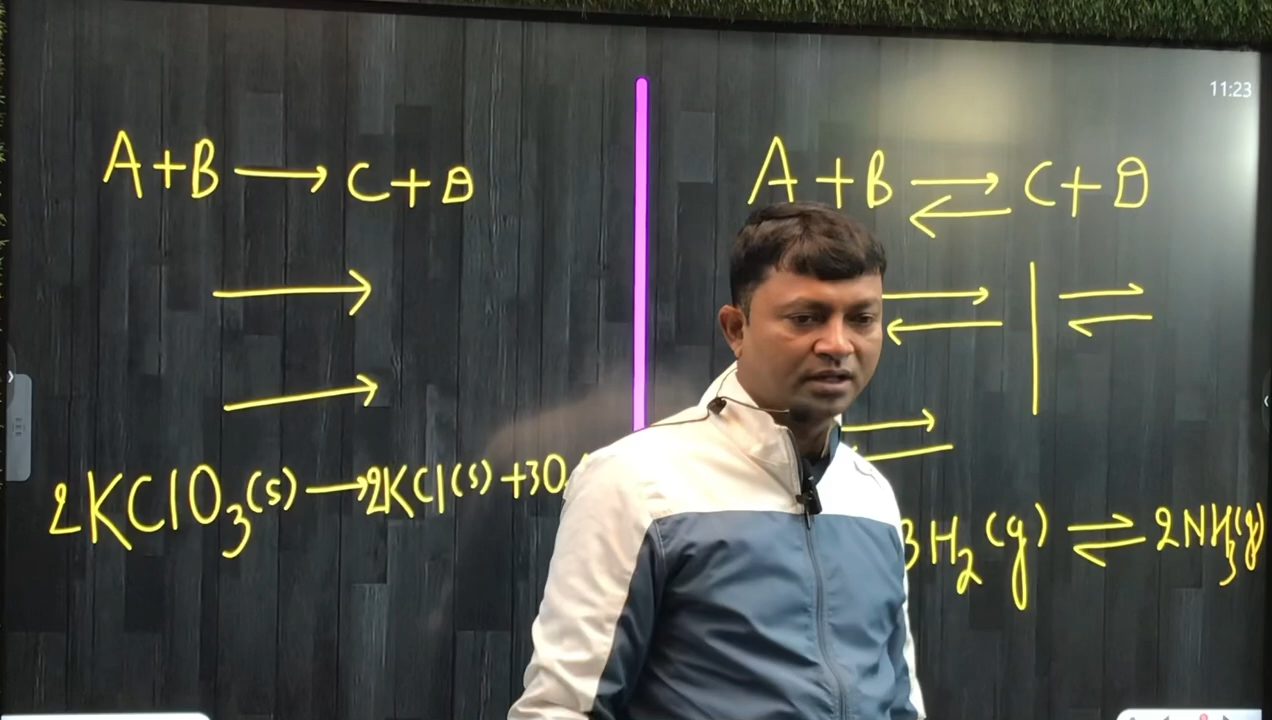 11:23
A+B ⟶ C+D
⟶
⟶
2KClO₃(s) ⟶ 2KCl(s) +3O
A+B ⇌ C+D
⇌ | ⇌
⇌
3H₂(g) ⇌ 2NH₃(g)